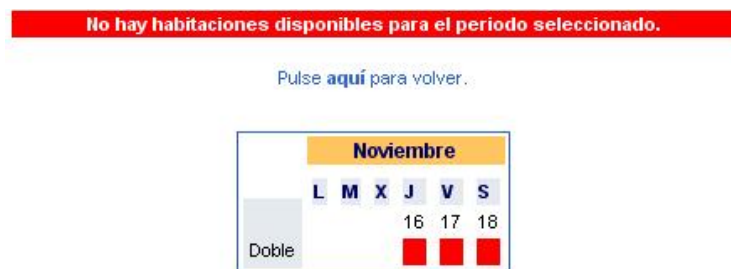 No hay habitaciones disponibles para el periodo seleccionado.
Pulse aquí para volver.
Noviembre
L M X J V S
16 17 18
Doble